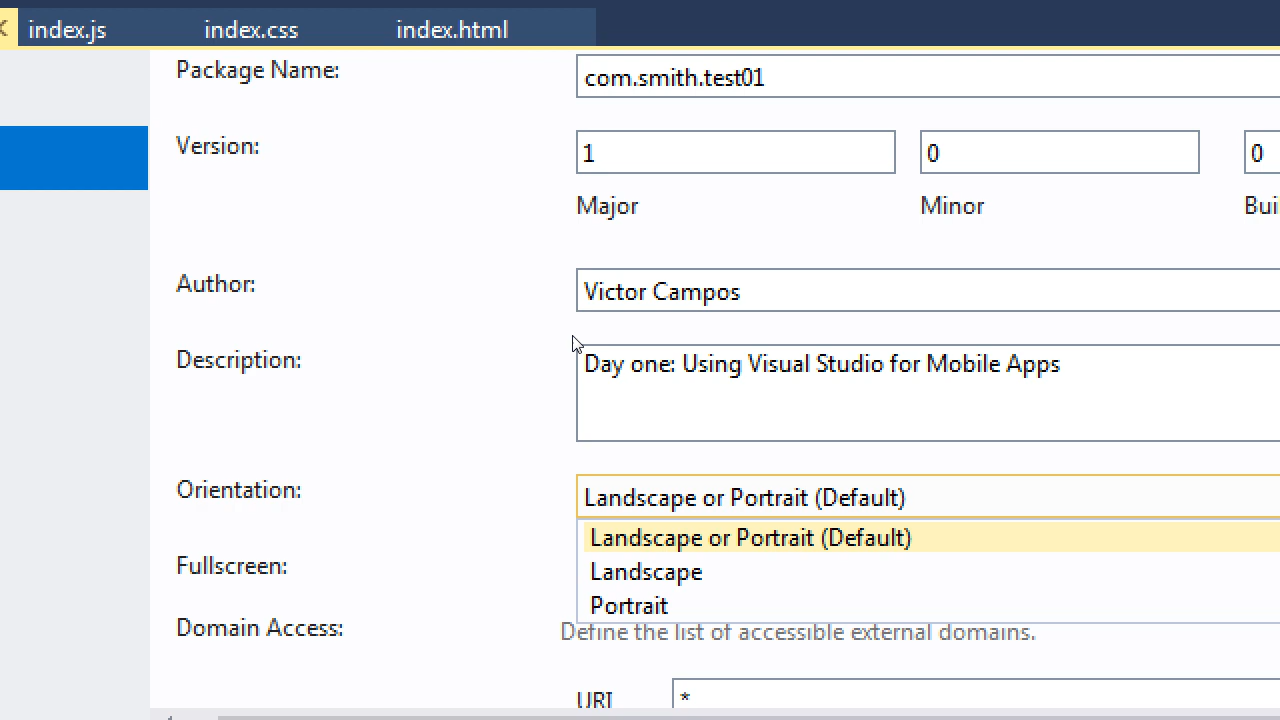 index.js index.css index.html
Package Name: com.smith.test01
Version: 1 0 0
Major Minor
Author: Victor Campos
Description: Day one: Using Visual Studio for Mobile Apps
Orientation: Landscape or Portrait (Default)
Landscape or Portrait (Default)
Fullscreen: Landscape
Portrait
Domain Access: Define the list of accessible external domains.
URI *